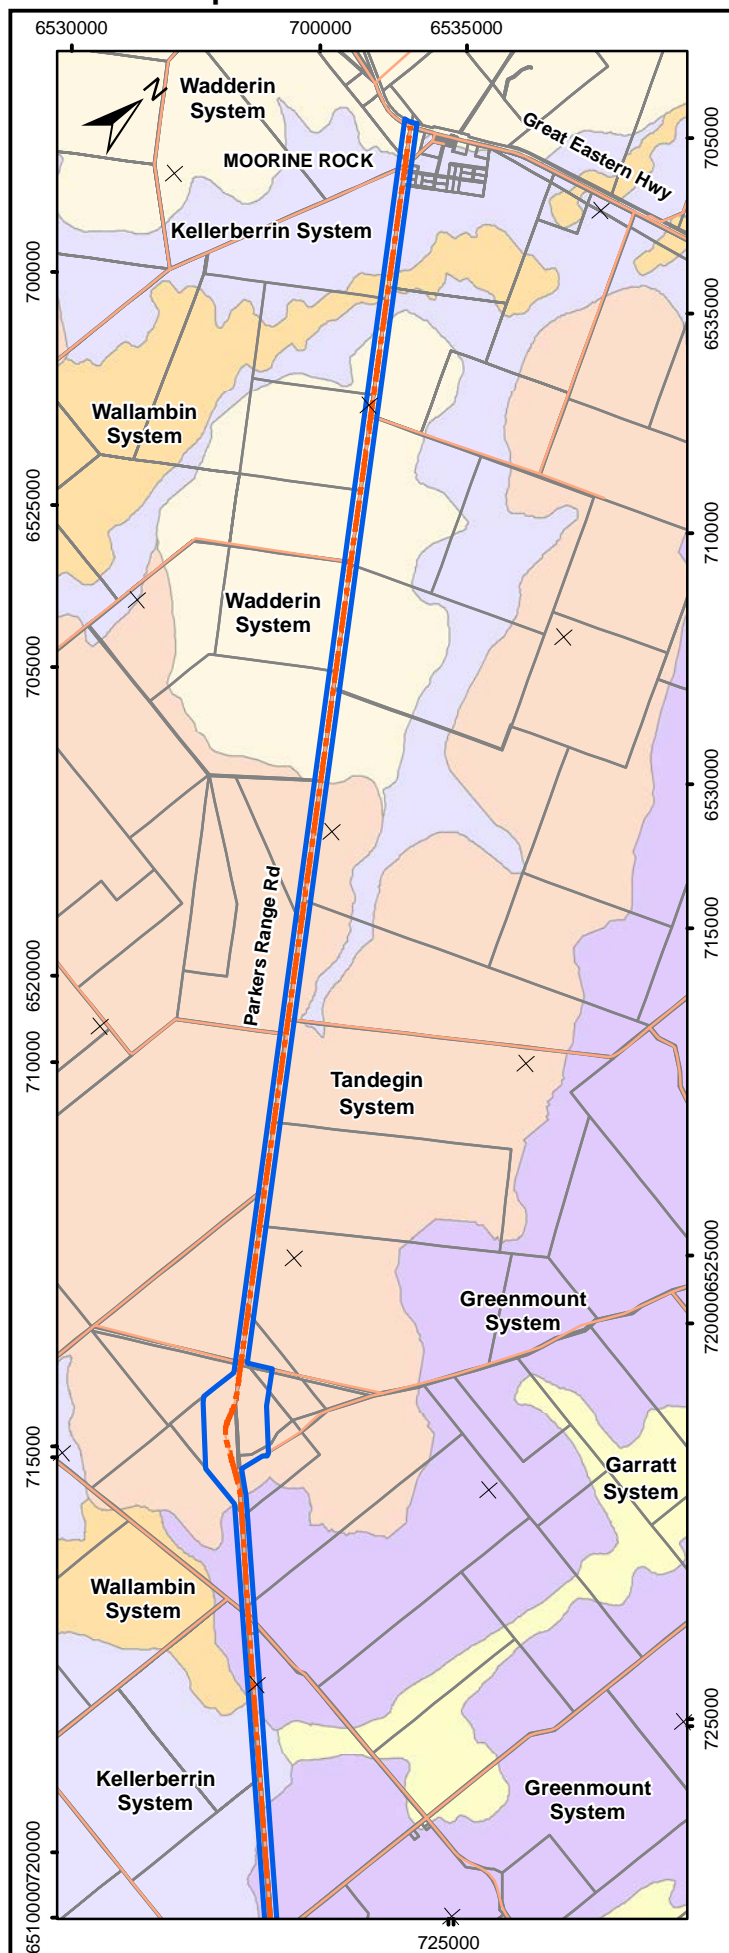 6530000
700000
6535000
N
Wadderin
System
MOORINE ROCK
Great Eastern Hwy
705000
Kellerberrin System
700000
6535000
Wallambin
System
6525000
710000
Wadderin
System
705000
6530000
Parkers Range Rd
715000
6520000
710000
Tandegin
System
6525000
720000
Greenmount
System
715000
Garratt
System
Wallambin
System
725000
Kellerberrin
System
Greenmount
System
720000
6510000
725000